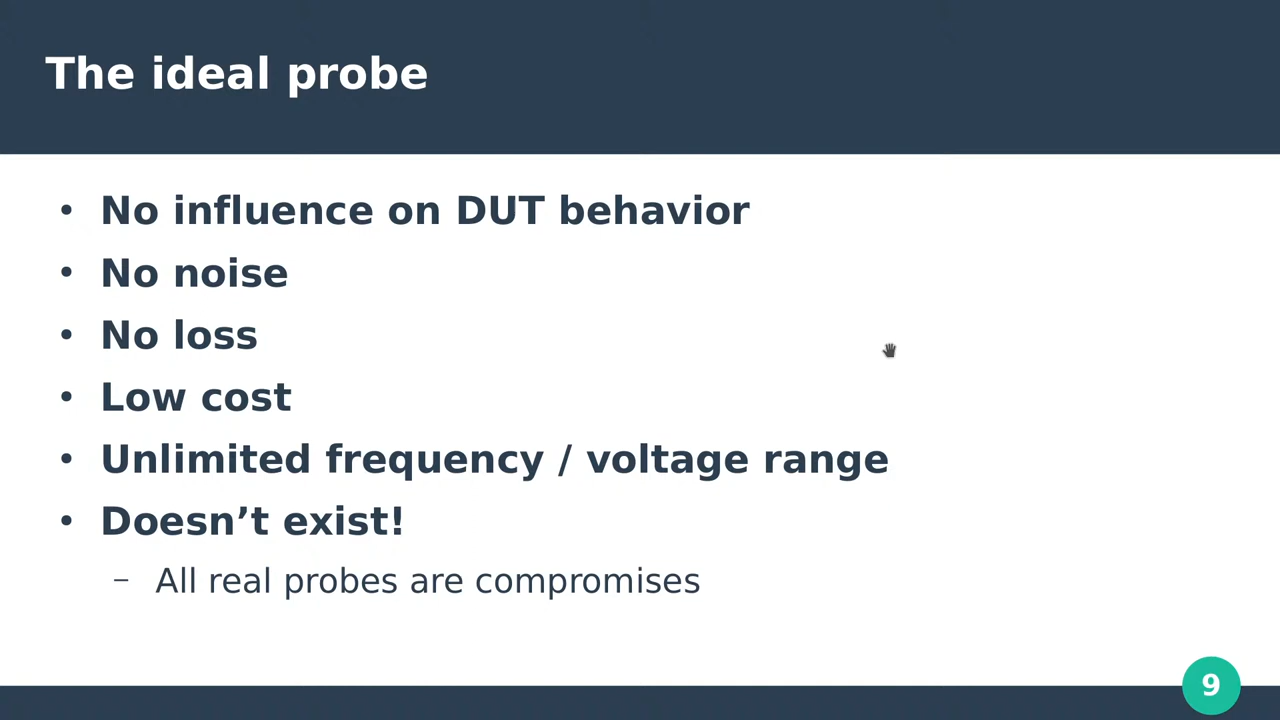 The ideal probe
• No influence on DUT behavior
• No noise
• No loss
• Low cost
• Unlimited frequency / voltage range
• Doesn’t exist!
– All real probes are compromises
9